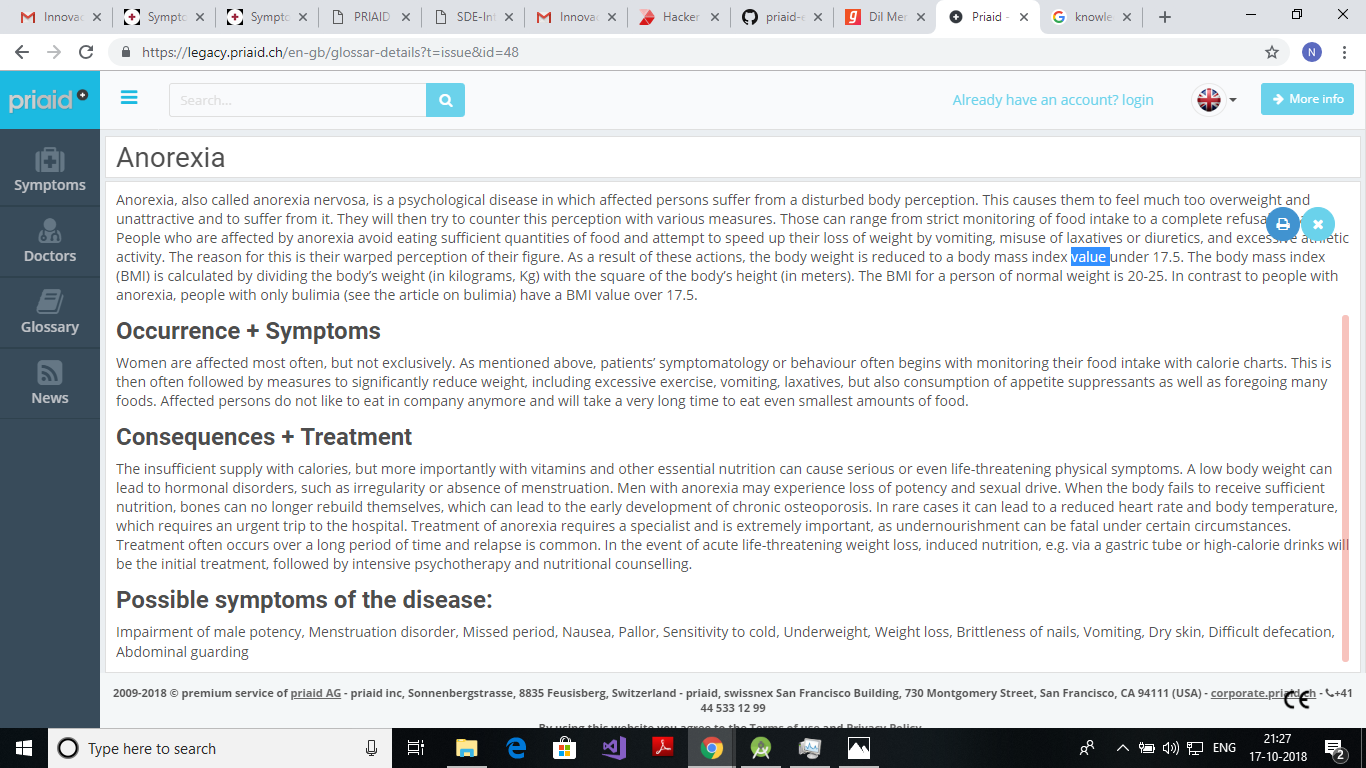 Innovac
Sympto
Sympto
PRIAID
SDE-Int
Innovac
Hacker
priaid-e
Dil Mer
Priaid -
knowle
https://legacy.priaid.ch/en-gb/glossar-details?t=issue&id=48
N
priaid
Search...
Already have an account? login
More info
Symptoms
Doctors
Glossary
News
Anorexia
Anorexia, also called anorexia nervosa, is a psychological disease in which affected persons suffer from a disturbed body perception. This causes them to feel much too overweight and
unattractive and to suffer from it. They will then try to counter this perception with various measures. Those can range from strict monitoring of food intake to a complete
People who are affected by anorexia avoid eating sufficient quantities of food and attempt to speed up their loss of weight by vomiting, misuse of laxatives or diuretics, and excessive athletic
activity. The reason for this is their warped perception of their figure. As a result of these actions, the body weight is reduced to a body mass index value under 17.5. The body mass index
(BMI) is calculated by dividing the body’s weight (in kilograms, Kg) with the square of the body’s height (in meters). The BMI for a person of normal weight is 20-25. In contrast to people with
anorexia, people with only bulimia (see the article on bulimia) have a BMI value over 17.5.
Occurrence + Symptoms
Women are affected most often, but not exclusively. As mentioned above, patients’ symptomatology or behaviour often begins with monitoring their food intake with calorie charts. This is
then often followed by measures to significantly reduce weight, including excessive exercise, vomiting, laxatives, but also consumption of appetite suppressants as well as foregoing many
foods. Affected persons do not like to eat in company anymore and will take a very long time to eat even smallest amounts of food.
Consequences + Treatment
The insufficient supply with calories, but more importantly with vitamins and other essential nutrition can cause serious or even life-threatening physical symptoms. A low body weight can
lead to hormonal disorders, such as irregularity or absence of menstruation. Men with anorexia may experience loss of potency and sexual drive. When the body fails to receive sufficient
nutrition, bones can no longer rebuild themselves, which can lead to the early development of chronic osteoporosis. In rare cases it can lead to a reduced heart rate and body temperature,
which requires an urgent trip to the hospital. Treatment of anorexia requires a specialist and is extremely important, as undernourishment can be fatal under certain circumstances.
Treatment often occurs over a long period of time and relapse is common. In the event of acute life-threatening weight loss, induced nutrition, e.g. via a gastric tube or high-calorie drinks will
be the initial treatment, followed by intensive psychotherapy and nutritional counselling.
Possible symptoms of the disease:
Impairment of male potency, Menstruation disorder, Missed period, Nausea, Pallor, Sensitivity to cold, Underweight, Weight loss, Brittleness of nails, Vomiting, Dry skin, Difficult defecation,
Abdominal guarding
2009-2018 © premium service of priaid AG - priaid inc, Sonnenbergstrasse, 8835 Feusisberg, Switzerland - priaid, swissnex San Francisco Building, 730 Montgomery Street, San Francisco, CA 94111 (USA) - corporate.priaid.ch - +41
44 533 12 99
By using this website you agree to the Terms of use and Privacy Policy
CE
Type here to search
ENG
21:27
17-10-2018
2